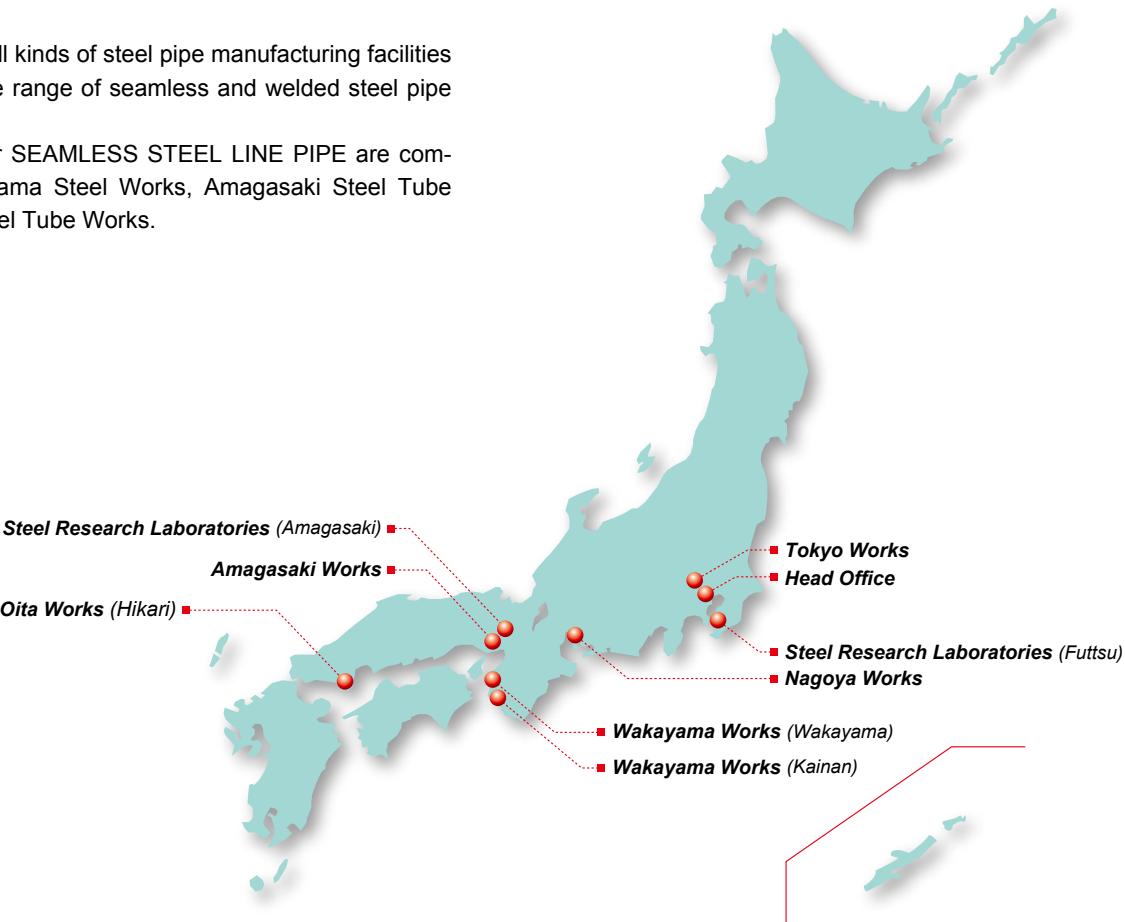 ll kinds of steel pipe manufacturing facilities
e range of seamless and welded steel pipe
r SEAMLESS STEEL LINE PIPE are com-
ama Steel Works, Amagasaki Steel Tube
el Tube Works.
Steel Research Laboratories (Amagasaki)
Amagasaki Works
Oita Works (Hikari)
Tokyo Works
Head Office
Steel Research Laboratories (Futtsu)
Nagoya Works
Wakayama Works (Wakayama)
Wakayama Works (Kainan)